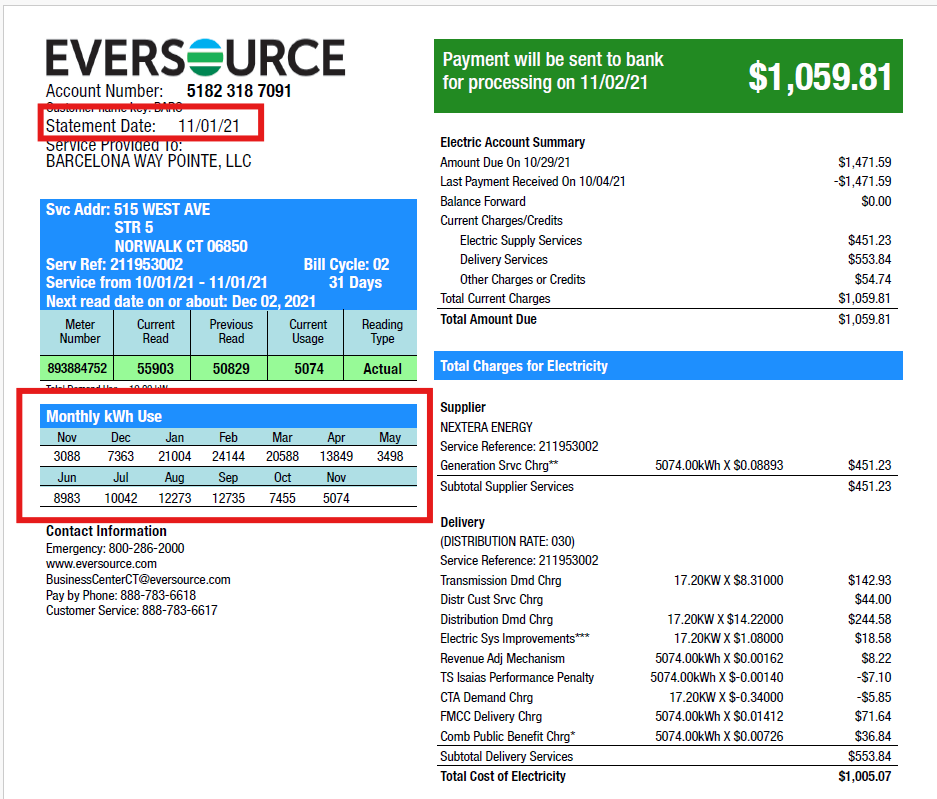 EVERSOURCE
Account Number: 5182 318 7091
Customer name key: BARC
Statement Date: 11/01/21
Service Provided To:
BARCELONA WAY POINTE, LLC
Svc Addr: 515 WEST AVE
STR 5
NORWALK CT 06850
Serv Ref: 211953002 Bill Cycle: 02
Service from 10/01/21 - 11/01/21 31 Days
Next read date on or about: Dec 02, 2021
Meter Number Current Read Previous Read Current Usage Reading Type
893884752 55903 50829 5074 Actual
Monthly kWh Use
Nov Dec Jan Feb Mar Apr May
3088 7363 21004 24144 20588 13849 3498
Jun Jul Aug Sep Oct Nov
8983 10042 12273 12735 7455 5074
Contact Information
Emergency: 800-286-2000
www.eversource.com
BusinessCenterCT@eversource.com
Pay by Phone: 888-783-6618
Customer Service: 888-783-6617
Payment will be sent to bank
for processing on 11/02/21 $1,059.81
Electric Account Summary
Amount Due On 10/29/21 $1,471.59
Last Payment Received On 10/04/21 -$1,471.59
Balance Forward $0.00
Current Charges/Credits
Electric Supply Services $451.23
Delivery Services $553.84
Other Charges or Credits $54.74
Total Current Charges $1,059.81
Total Amount Due $1,059.81
Total Charges for Electricity
Supplier
NEXTERA ENERGY
Service Reference: 211953002
Generation Srvc Chrg** 5074.00kWh X $0.08893 $451.23
Subtotal Supplier Services $451.23
Delivery
(DISTRIBUTION RATE: 030)
Service Reference: 211953002
Transmission Dmd Chrg 17.20KW X $8.31000 $142.93
Distr Cust Srvc Chrg $44.00
Distribution Dmd Chrg 17.20KW X $14.22000 $244.58
Electric Sys Improvements*** 17.20KW X $1.08000 $18.58
Revenue Adj Mechanism 5074.00kWh X $0.00162 $8.22
TS Isaias Performance Penalty 5074.00kWh X $-0.00140 -$7.10
CTA Demand Chrg 17.20KW X $-0.34000 -$5.85
FMCC Delivery Chrg 5074.00kWh X $0.01412 $71.64
Comb Public Benefit Chrg* 5074.00kWh X $0.00726 $36.84
Subtotal Delivery Services $553.84
Total Cost of Electricity $1,005.07